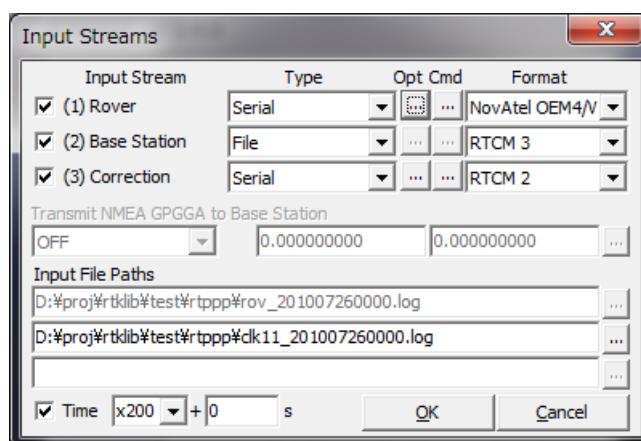 Input Streams
Input Stream Type Opt Cmd Format
(1) Rover Serial ... ... NovAtel OEM4/V
(2) Base Station File ... ... RTCM 3
(3) Correction Serial ... ... RTCM 2
Transmit NMEA GPGGA to Base Station
OFF 0.000000000 0.000000000 ...
Input File Paths
D:¥proj¥rtklib¥test¥rtppp¥rov_201007260000.log ...
D:¥proj¥rtklib¥test¥rtppp¥clk11_201007260000.log ...
...
Time x200 + 0 s OK Cancel